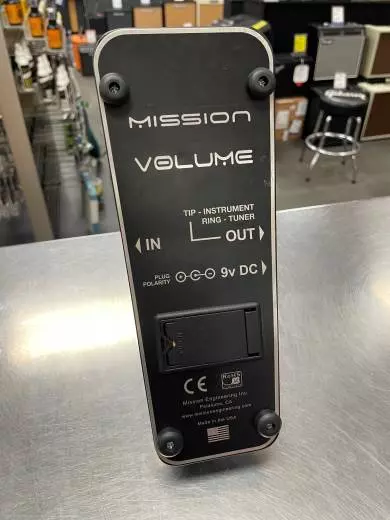 MISSION
VOLUME
TIP - INSTRUMENT
RING - TUNER
IN
OUT
PLUG
POLARITY
9v DC
CE
RoHS
Mission Engineering Inc.
Petaluma, CA
www.missionengineering.com
Made in the USA